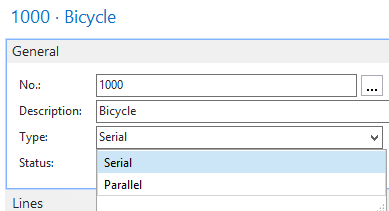 1000 · Bicycle
General
No.: 1000 ...
Description: Bicycle
Type: Serial
Status:
Serial
Parallel
Lines